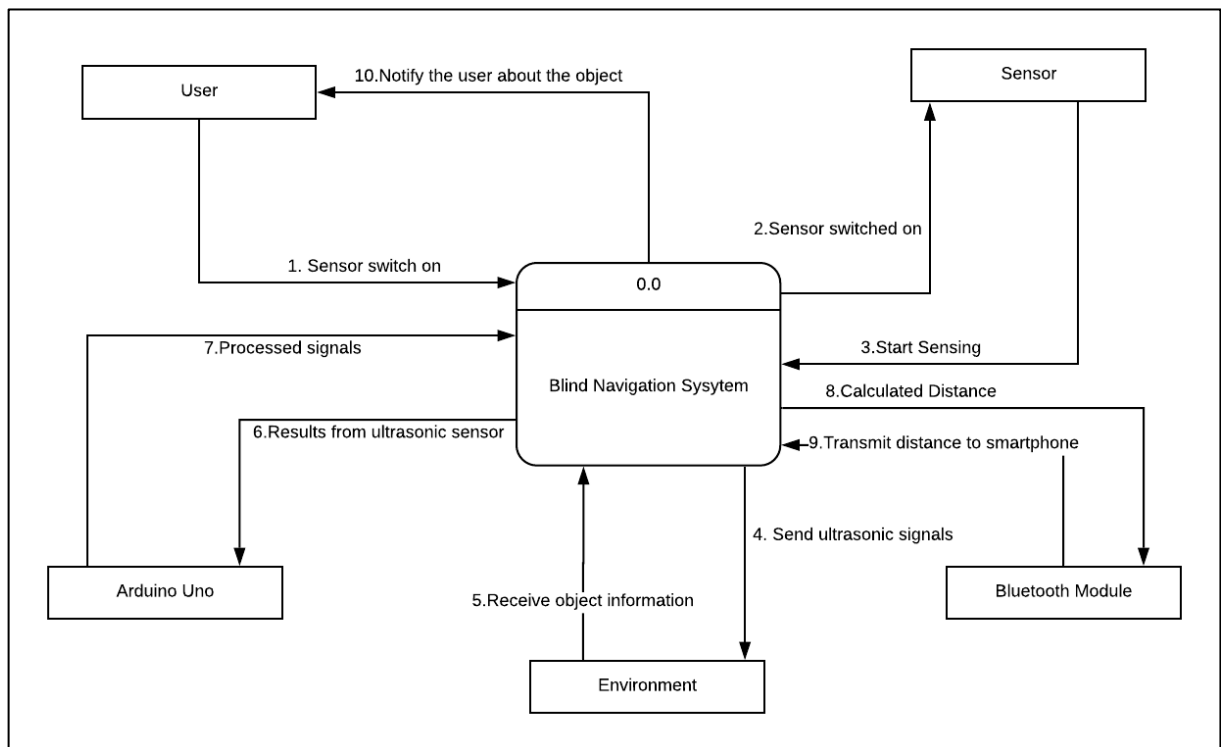 10.Notify the user about the object
User
Sensor
2.Sensor switched on
1. Sensor switch on
0.0
7.Processed signals
3.Start Sensing
Blind Navigation Sysytem
8.Calculated Distance
6.Results from ultrasonic sensor
9.Transmit distance to smartphone
4. Send ultrasonic signals
Arduino Uno
Bluetooth Module
5.Receive object information
Environment